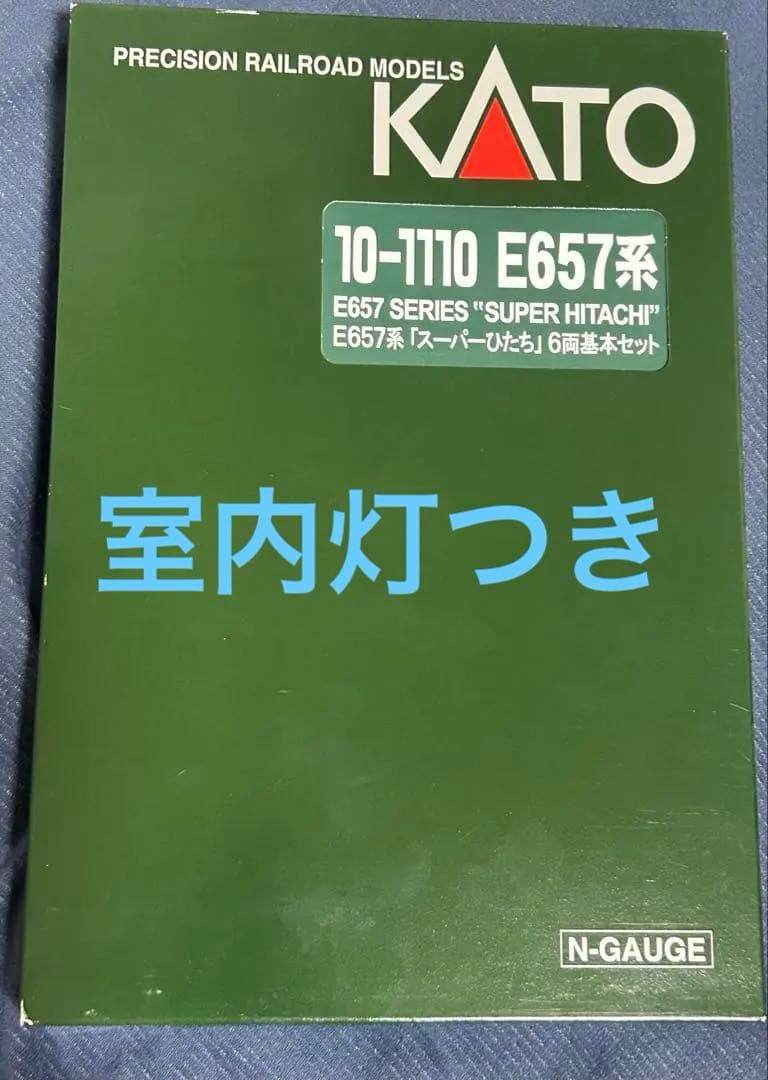 PRECISION RAILROAD MODELS
KATO
10-1110 E657系
E657 SERIES “SUPER HITACHI”
E657系「スーパーひたち」6両基本セット
室内灯つき
N-GAUGE